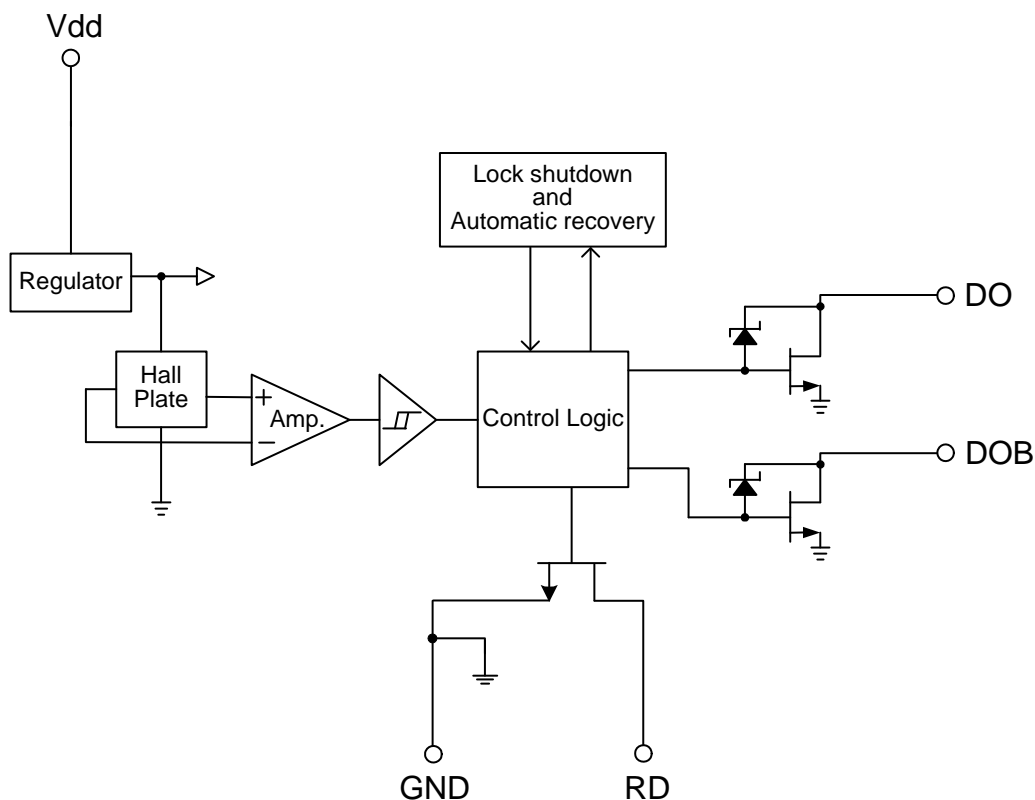 Vdd
Lock shutdown
and
Automatic recovery
Regulator
DO
Hall
Plate
+
Amp.
−
Control Logic
DOB
GND
RD